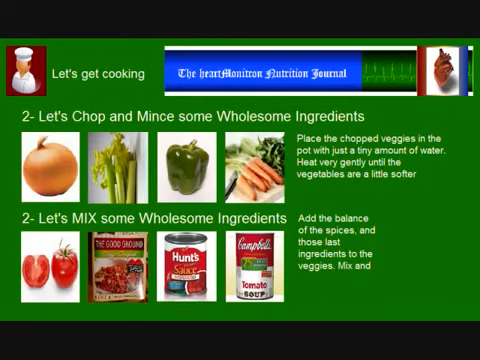 Let's get cooking
The heartMonitron Nutrition Journal
2- Let's Chop and Mince some Wholesome Ingredients
Place the chopped veggies in the
pot with just a tiny amount of water.
Heat very gently until the
vegetables are a little softer
2- Let's MIX some Wholesome Ingredients
Add the balance
of the spices, and
those last
ingredients to the
veggies. Mix and
THE GOOD GROUND
Hunt's
Sauce
Campbell's
Tomato
SOUP